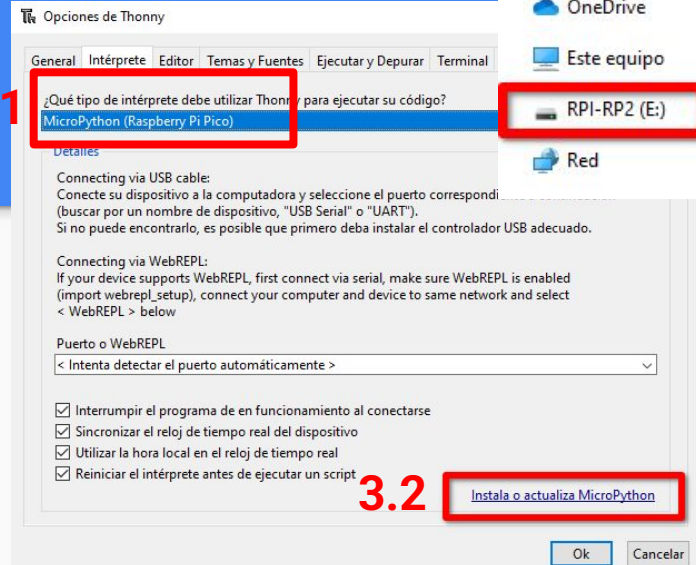 Opciones de Thonny
General Intérprete Editor Temas y Fuentes Ejecutar y Depurar Terminal
1
¿Qué tipo de intérprete debe utilizar Thonny para ejecutar su código?
MicroPython (Raspberry Pi Pico)
Detalles
Connecting via USB cable:
Conecte su dispositivo a la computadora y seleccione el puerto
(buscar por un nombre de dispositivo, "USB Serial" o "UART").
Si no puede encontrarlo, es posible que primero deba instalar el controlador USB adecuado.
Connecting via WebREPL:
If your device supports WebREPL, first connect via serial, make sure WebREPL is enabled
(import webrepl_setup), connect your computer and device to same network and select
< WebREPL > below
Puerto o WebREPL
< Intenta detectar el puerto automáticamente >
Interrumpir el programa de en funcionamiento al conectarse
Sincronizar el reloj de tiempo real del dispositivo
Utilizar la hora local en el reloj de tiempo real
Reiniciar el intérprete antes de ejecutar un script
3.2
Instala o actualiza MicroPython
Ok Cancelar
OneDrive
Este equipo
RPI-RP2 (E:)
Red